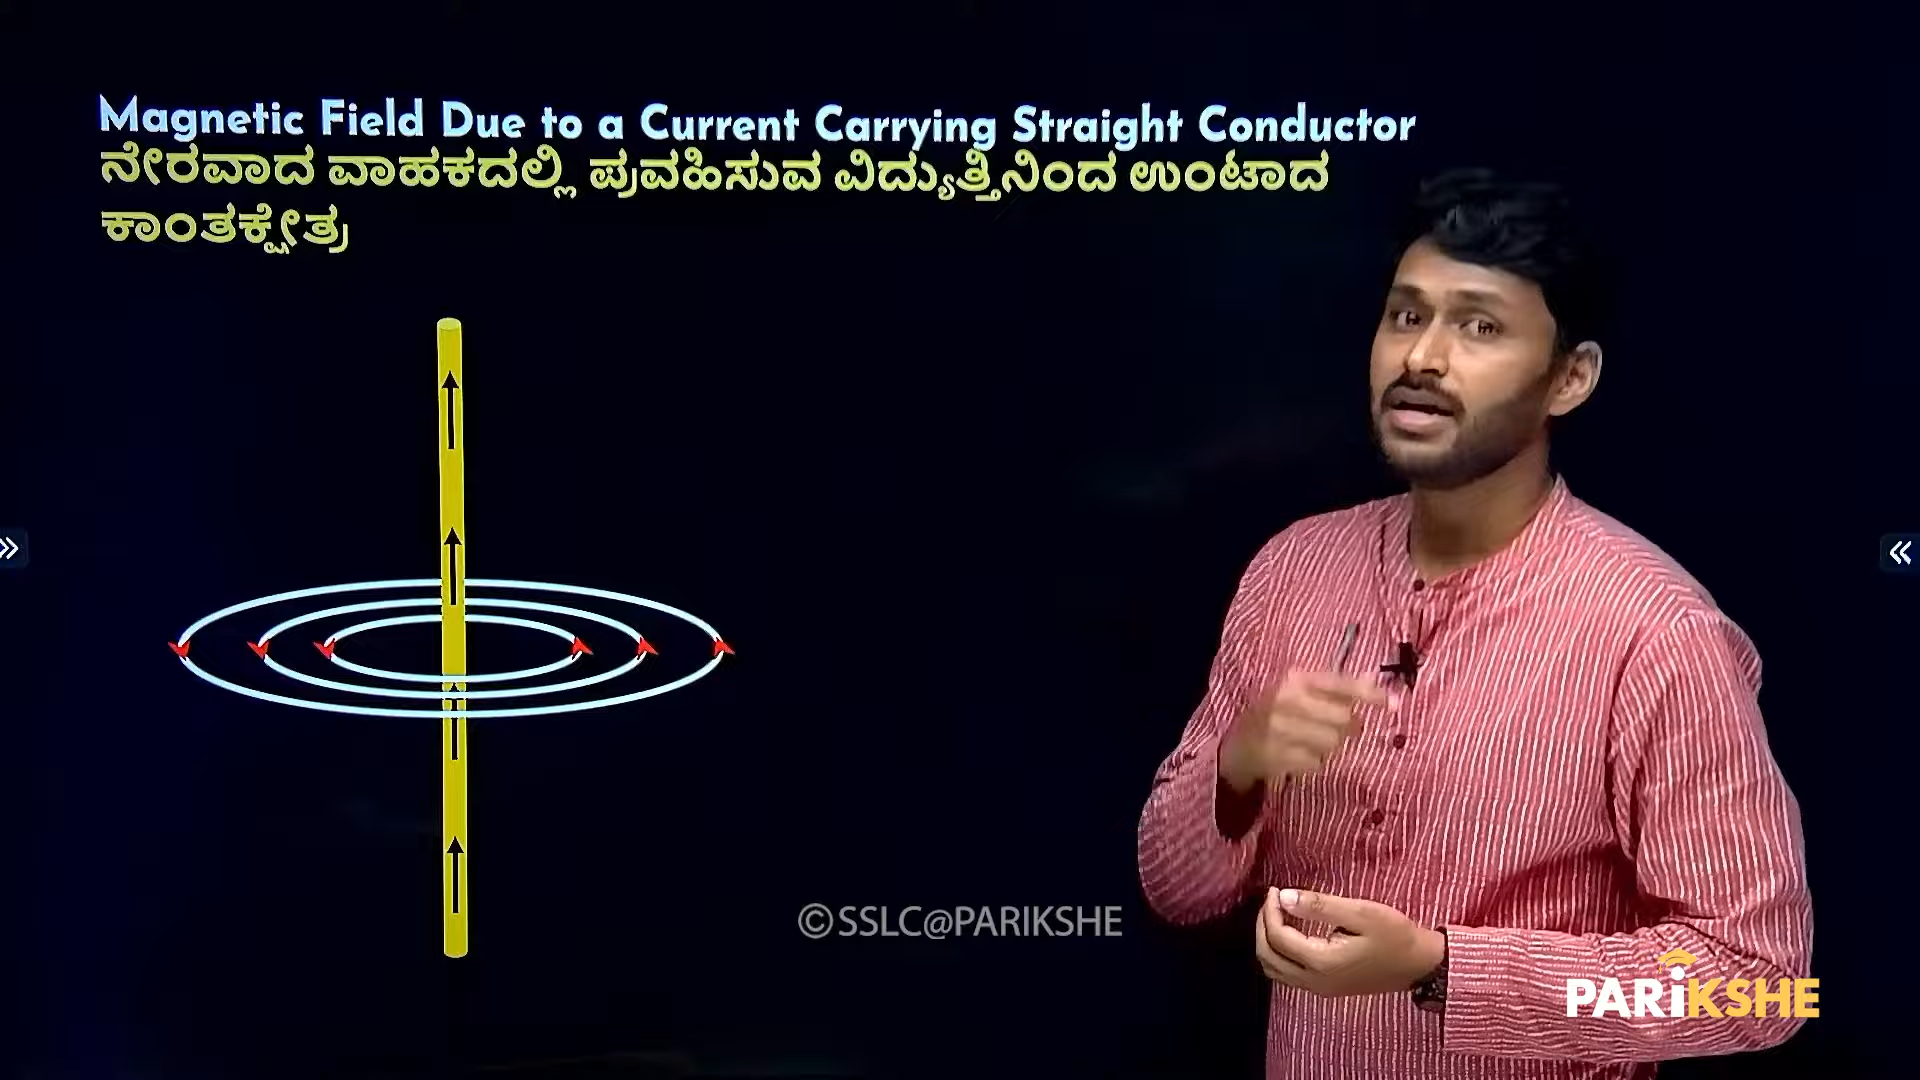 Magnetic Field Due to a Current Carrying Straight Conductor
ನೇರವಾದ ವಾಹಕದಲ್ಲಿ ಪ್ರವಹಿಸುವ ವಿದ್ಯುತ್ತಿನಿಂದ ಉಂಟಾದ
ಕಾಂತಕ್ಷೇತ್ರ
©SSLC@PARIKSHE
PARiKSHE